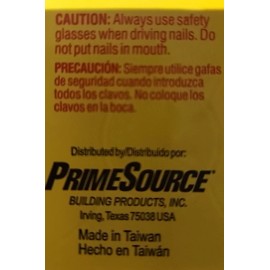 CAUTION: Always use safety
glasses when driving nails. Do
not put nails in mouth.
PRECAUCIÓN: Siempre utilice gafas
de seguridad cuando introduzca
todos los clavos. No coloque los
clavos en la boca.
Distributed by/Distribuido por:
PRIMESOURCE
BUILDING PRODUCTS, INC.
Irving, Texas 75038 USA
Made in Taiwan
Hecho en Taiwán